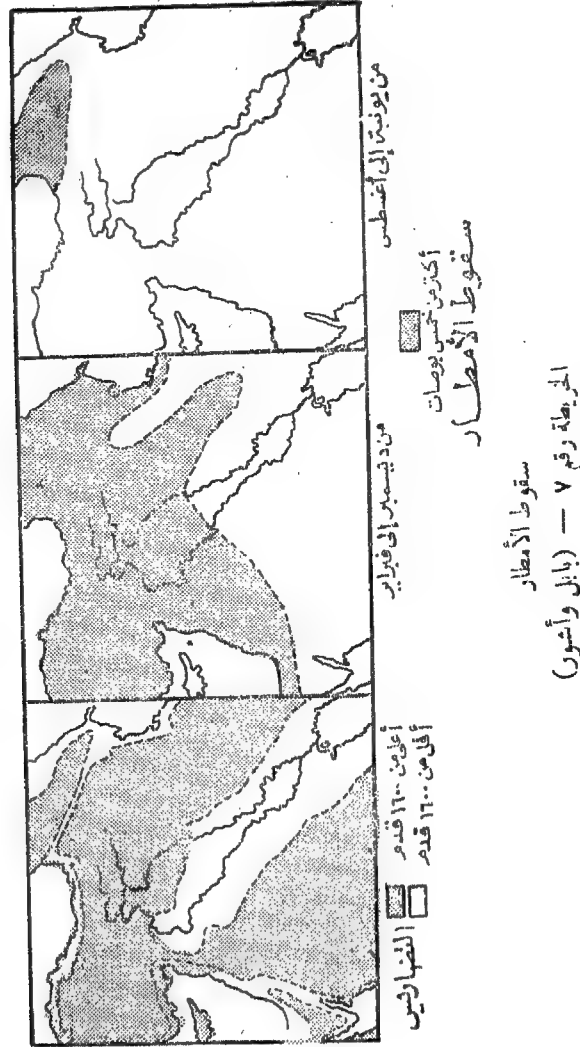 التضاريس
أعلى من ١٦٠٠ قدم
أقل من ١٦٠٠ قدم
من ديسمبر إلى فبراير
من يونية إلى أغسطس
أكثر من خمس بوصات
سقوط الأمطار
سقوط الأمطار
الخريطة رقم ٧ — (بابل وأشور)